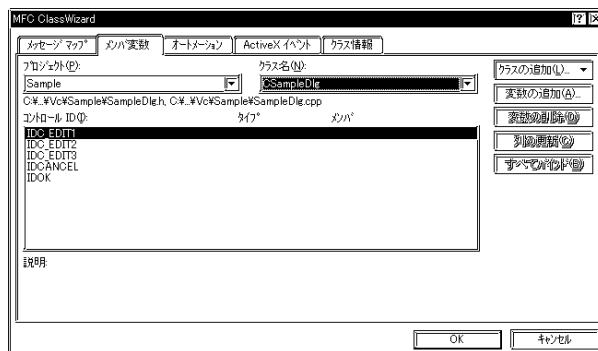 MFC ClassWizard
メッセージ マップ メンバ変数 オートメーション ActiveX イベント クラス情報
プロジェクト(P): クラス名(N):
Sample CSampleDlg クラスの追加(L)...
C:¥...¥Vc¥Sample¥SampleDlg.h, C:¥...¥Vc¥Sample¥SampleDlg.cpp 変数の追加(A)...
コントロール ID(I): タイプ メンバ 変数の削除(D)
IDC_EDIT1 列の更新(C)
IDC_EDIT2
IDC_EDIT3 すべてバインド(B)
IDCANCEL
IDOK
説明:
OK キャンセル